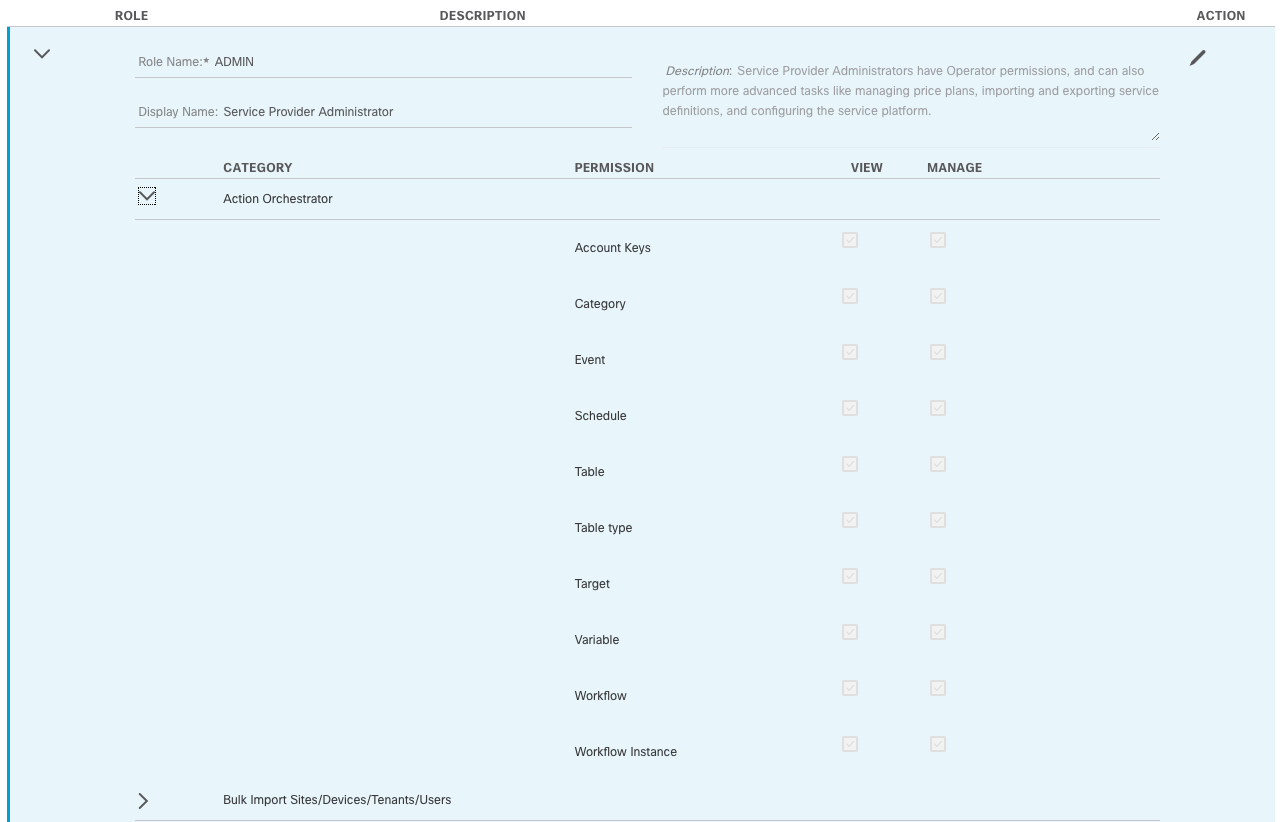 ROLE DESCRIPTION ACTION
Role Name:* ADMIN
Display Name: Service Provider Administrator
Description: Service Provider Administrators have Operator permissions, and can also
perform more advanced tasks like managing price plans, importing and exporting service
definitions, and configuring the service platform.
CATEGORY PERMISSION VIEW MANAGE
Action Orchestrator
Account Keys
Category
Event
Schedule
Table
Table type
Target
Variable
Workflow
Workflow Instance
Bulk Import Sites/Devices/Tenants/Users